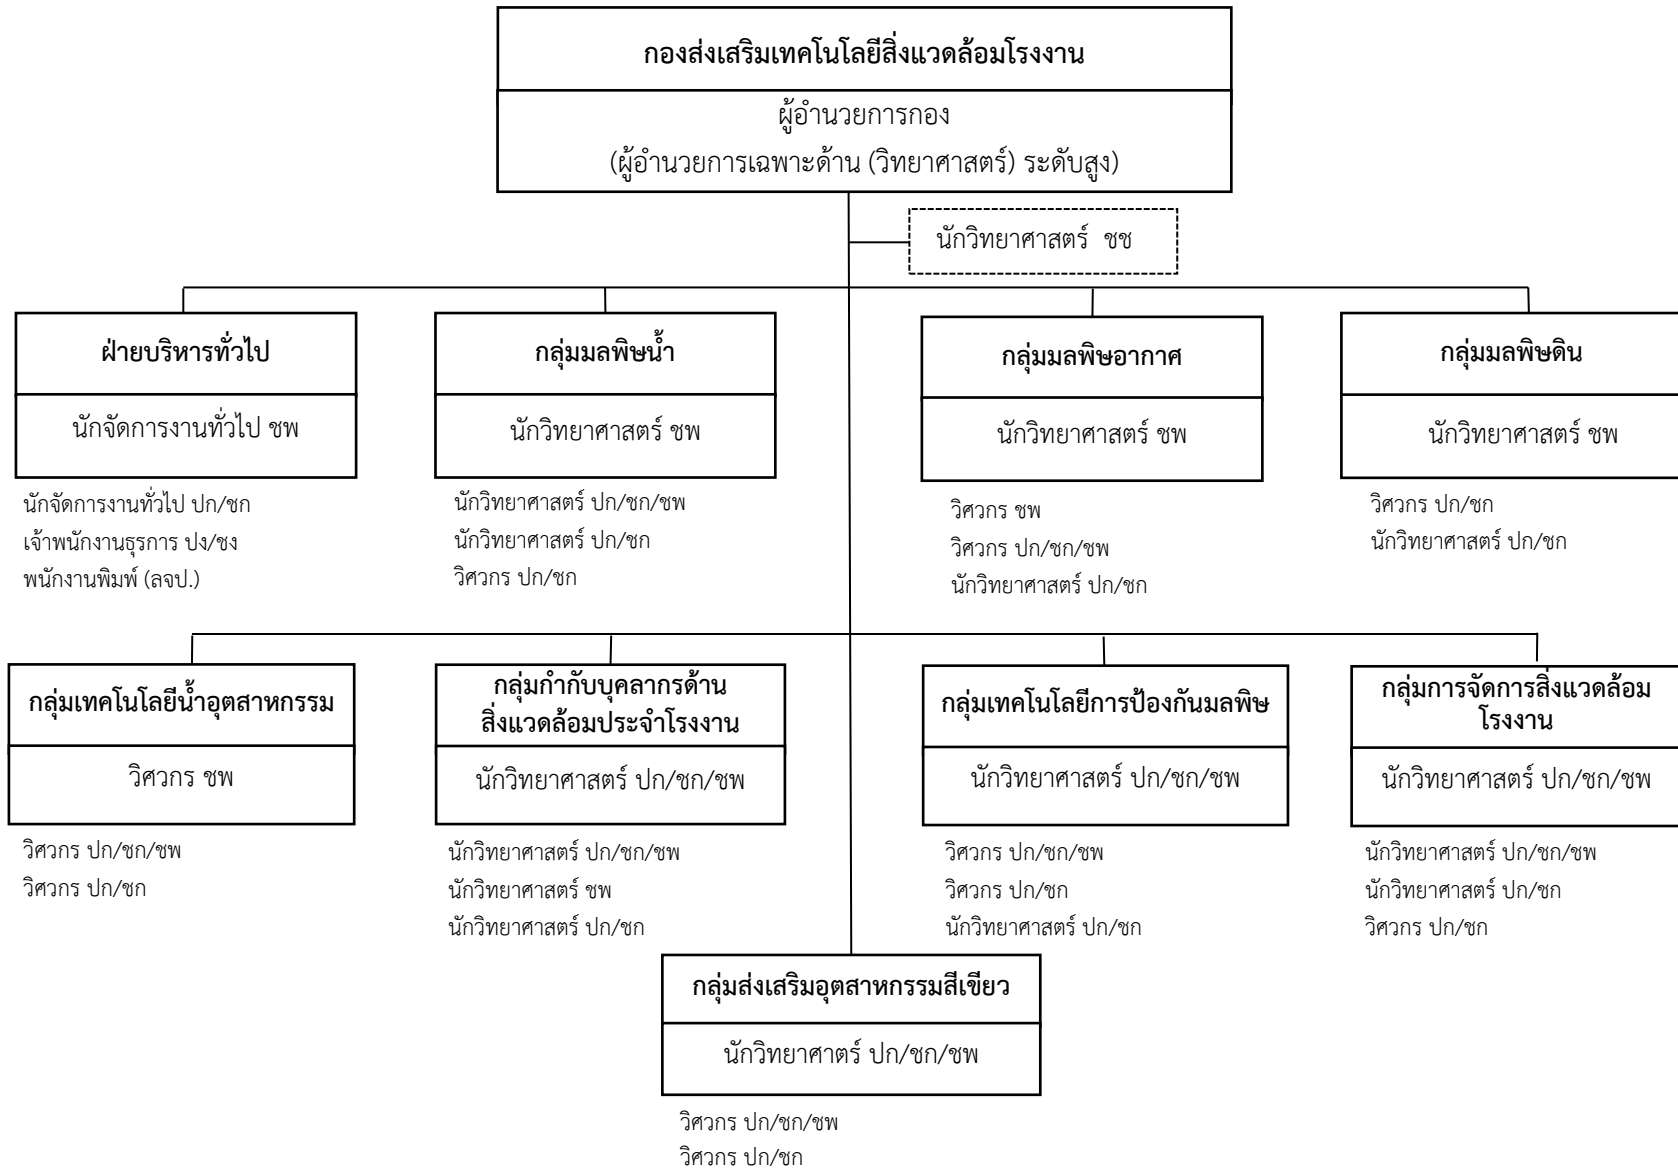 กองส่งเสริมเทคโนโลยีสิ่งแวดล้อมโรงงาน
ผู้อำนวยการกอง
(ผู้อำนวยการเฉพาะด้าน (วิทยาศาสตร์) ระดับสูง)
นักวิทยาศาสตร์ ชช
ฝ่ายบริหารทั่วไป
นักจัดการงานทั่วไป ชพ
นักจัดการงานทั่วไป ปก/ชก
เจ้าพนักงานธุรการ ปง/ชง
พนักงานพิมพ์ (ลจป.)
กลุ่มมลพิษน้ำ
นักวิทยาศาสตร์ ชพ
นักวิทยาศาสตร์ ปก/ชก/ชพ
นักวิทยาศาสตร์ ปก/ชก
วิศวกร ปก/ชก
กลุ่มมลพิษอากาศ
นักวิทยาศาสตร์ ชพ
วิศวกร ชพ
วิศวกร ปก/ชก/ชพ
นักวิทยาศาสตร์ ปก/ชก
กลุ่มมลพิษดิน
นักวิทยาศาสตร์ ชพ
วิศวกร ปก/ชก
นักวิทยาศาสตร์ ปก/ชก
กลุ่มเทคโนโลยีน้ำอุตสาหกรรม
วิศวกร ชพ
วิศวกร ปก/ชก/ชพ
วิศวกร ปก/ชก
กลุ่มกำกับบุคลากรด้าน
สิ่งแวดล้อมประจำโรงงาน
นักวิทยาศาสตร์ ปก/ชก/ชพ
นักวิทยาศาสตร์ ปก/ชก/ชพ
นักวิทยาศาสตร์ ชพ
นักวิทยาศาสตร์ ปก/ชก
กลุ่มเทคโนโลยีการป้องกันมลพิษ
นักวิทยาศาสตร์ ปก/ชก/ชพ
วิศวกร ปก/ชก/ชพ
วิศวกร ปก/ชก
นักวิทยาศาสตร์ ปก/ชก
กลุ่มการจัดการสิ่งแวดล้อม
โรงงาน
นักวิทยาศาสตร์ ปก/ชก/ชพ
นักวิทยาศาสตร์ ปก/ชก/ชพ
นักวิทยาศาสตร์ ปก/ชก
วิศวกร ปก/ชก
กลุ่มส่งเสริมอุตสาหกรรมสีเขียว
นักวิทยาศาตร์ ปก/ชก/ชพ
วิศวกร ปก/ชก/ชพ
วิศวกร ปก/ชก